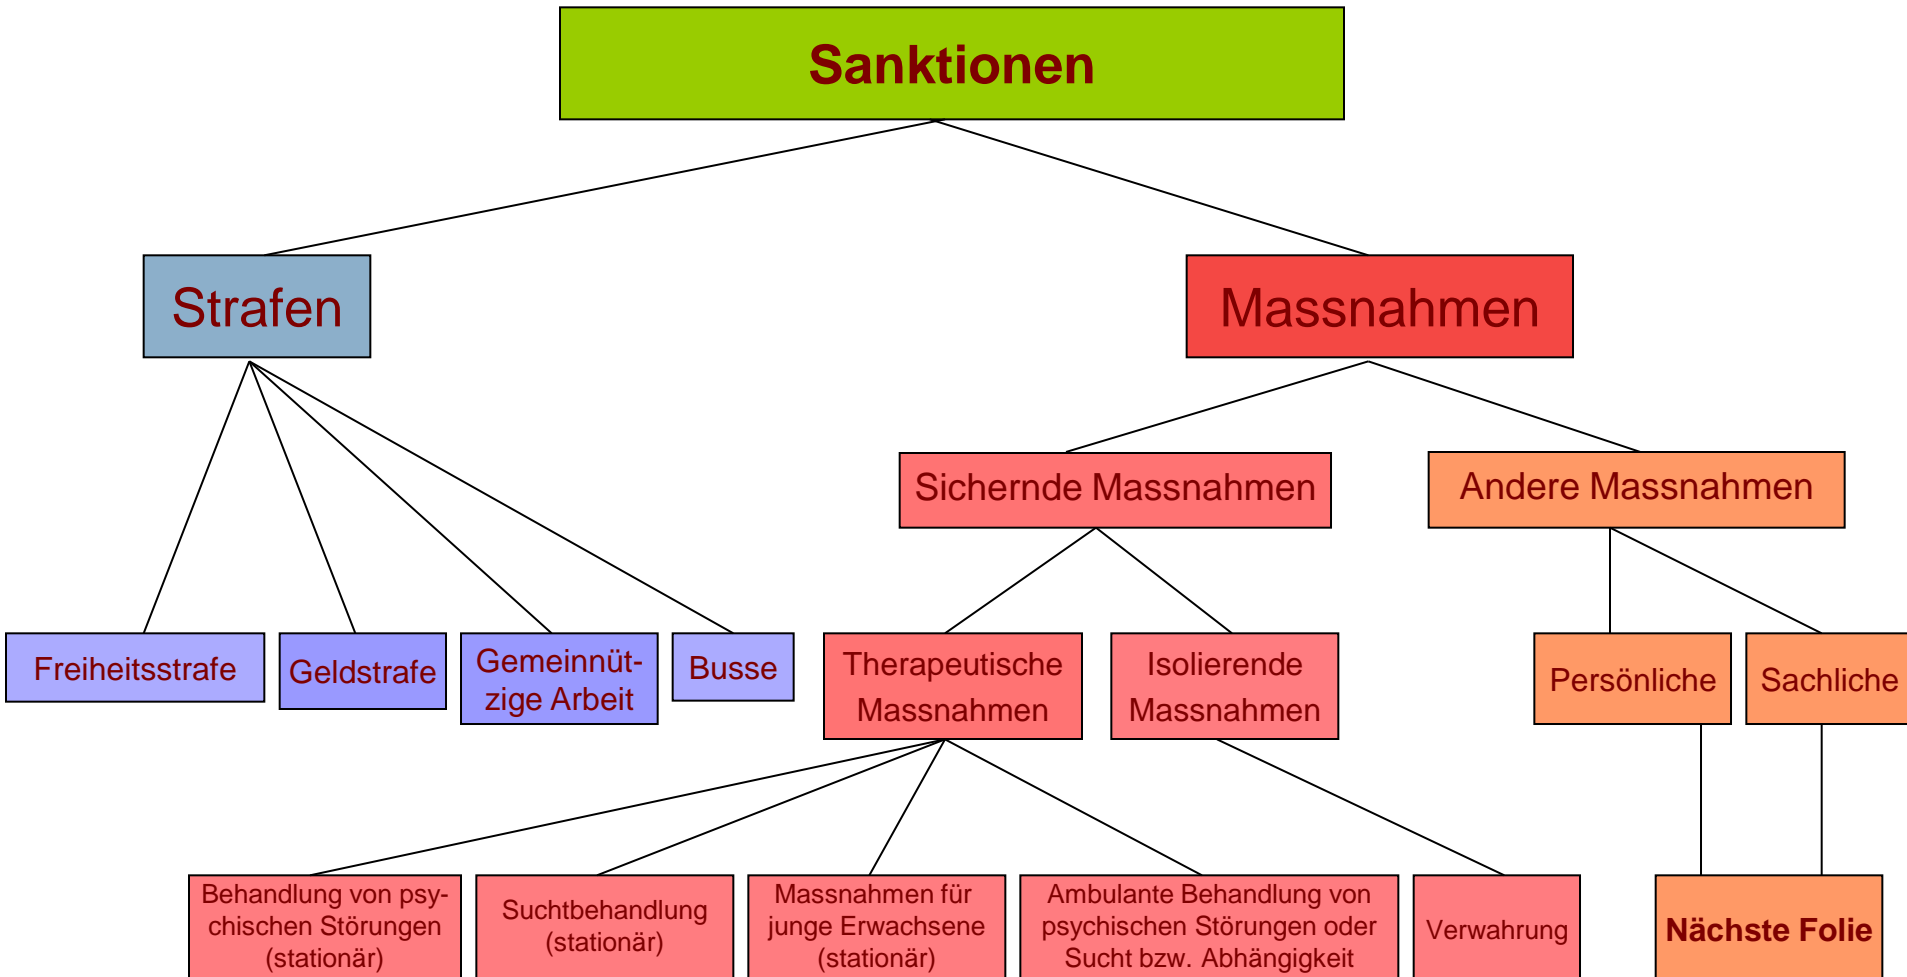 Sanktionen
Strafen
Massnahmen
Sichernde Massnahmen
Andere Massnahmen
Freiheitsstrafe
Geldstrafe
Gemeinnüt-
zige Arbeit
Busse
Therapeutische
Massnahmen
Isolierende
Massnahmen
Persönliche
Sachliche
Behandlung von psy-
chischen Störungen
(stationär)
Suchtbehandlung
(stationär)
Massnahmen für
junge Erwachsene
(stationär)
Ambulante Behandlung von
psychischen Störungen oder
Sucht bzw. Abhängigkeit
Verwahrung
Nächste Folie